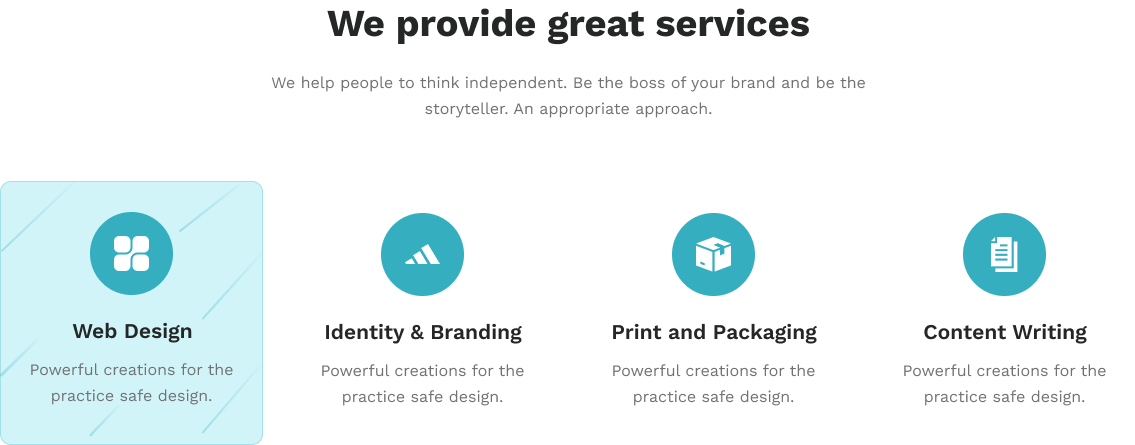 We provide great services
We help people to think independent. Be the boss of your brand and be the
storyteller. An appropriate approach.
Web Design
Powerful creations for the
practice safe design.
Identity & Branding
Powerful creations for the
practice safe design.
Print and Packaging
Powerful creations for the
practice safe design.
Content Writing
Powerful creations for the
practice safe design.